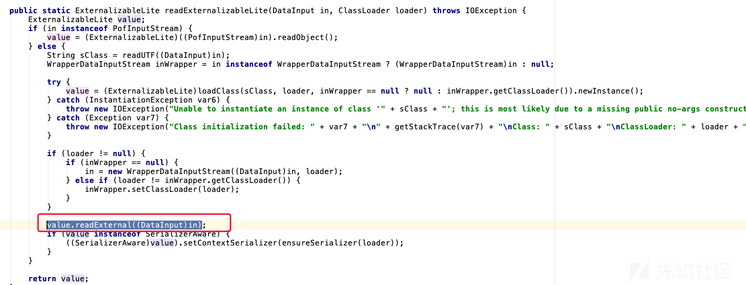 public static ExternalizableLite readExternalizableLite(DataInput in, ClassLoader loader) throws IOException {
ExternalizableLite value;
if (in instanceof PofInputStream) {
value = (ExternalizableLite)((PofInputStream)in).readObject();
} else {
String sClass = readUTF((DataInput)in);
WrapperDataInputStream inWrapper = in instanceof WrapperDataInputStream ? (WrapperDataInputStream)in : null;
try {
value = (ExternalizableLite)loadClass(sClass, loader, inWrapper == null ? null : inWrapper.getClassLoader()).newInstance();
} catch (InstantiationException var6) {
throw new IOException("Unable to instantiate an instance of class '" + sClass + "'; this is most likely due to a missing public no-args construct
} catch (Exception var7) {
throw new IOException("Class initialization failed: " + var7 + "\n" + getStackTrace(var7) + "\nClass: " + sClass + "\nClassLoader: " + loader + "
}
if (loader != null) {
if (inWrapper == null) {
in = new WrapperDataInputStream((DataInput)in, loader);
} else if (loader != inWrapper.getClassLoader()) {
inWrapper.setClassLoader(loader);
}
}
value.readExternal((DataInput)in);
if (value instanceof SerializerAware) {
((SerializerAware)value).setContextSerializer(ensureSerializer(loader));
}
}
return value;
先知社区